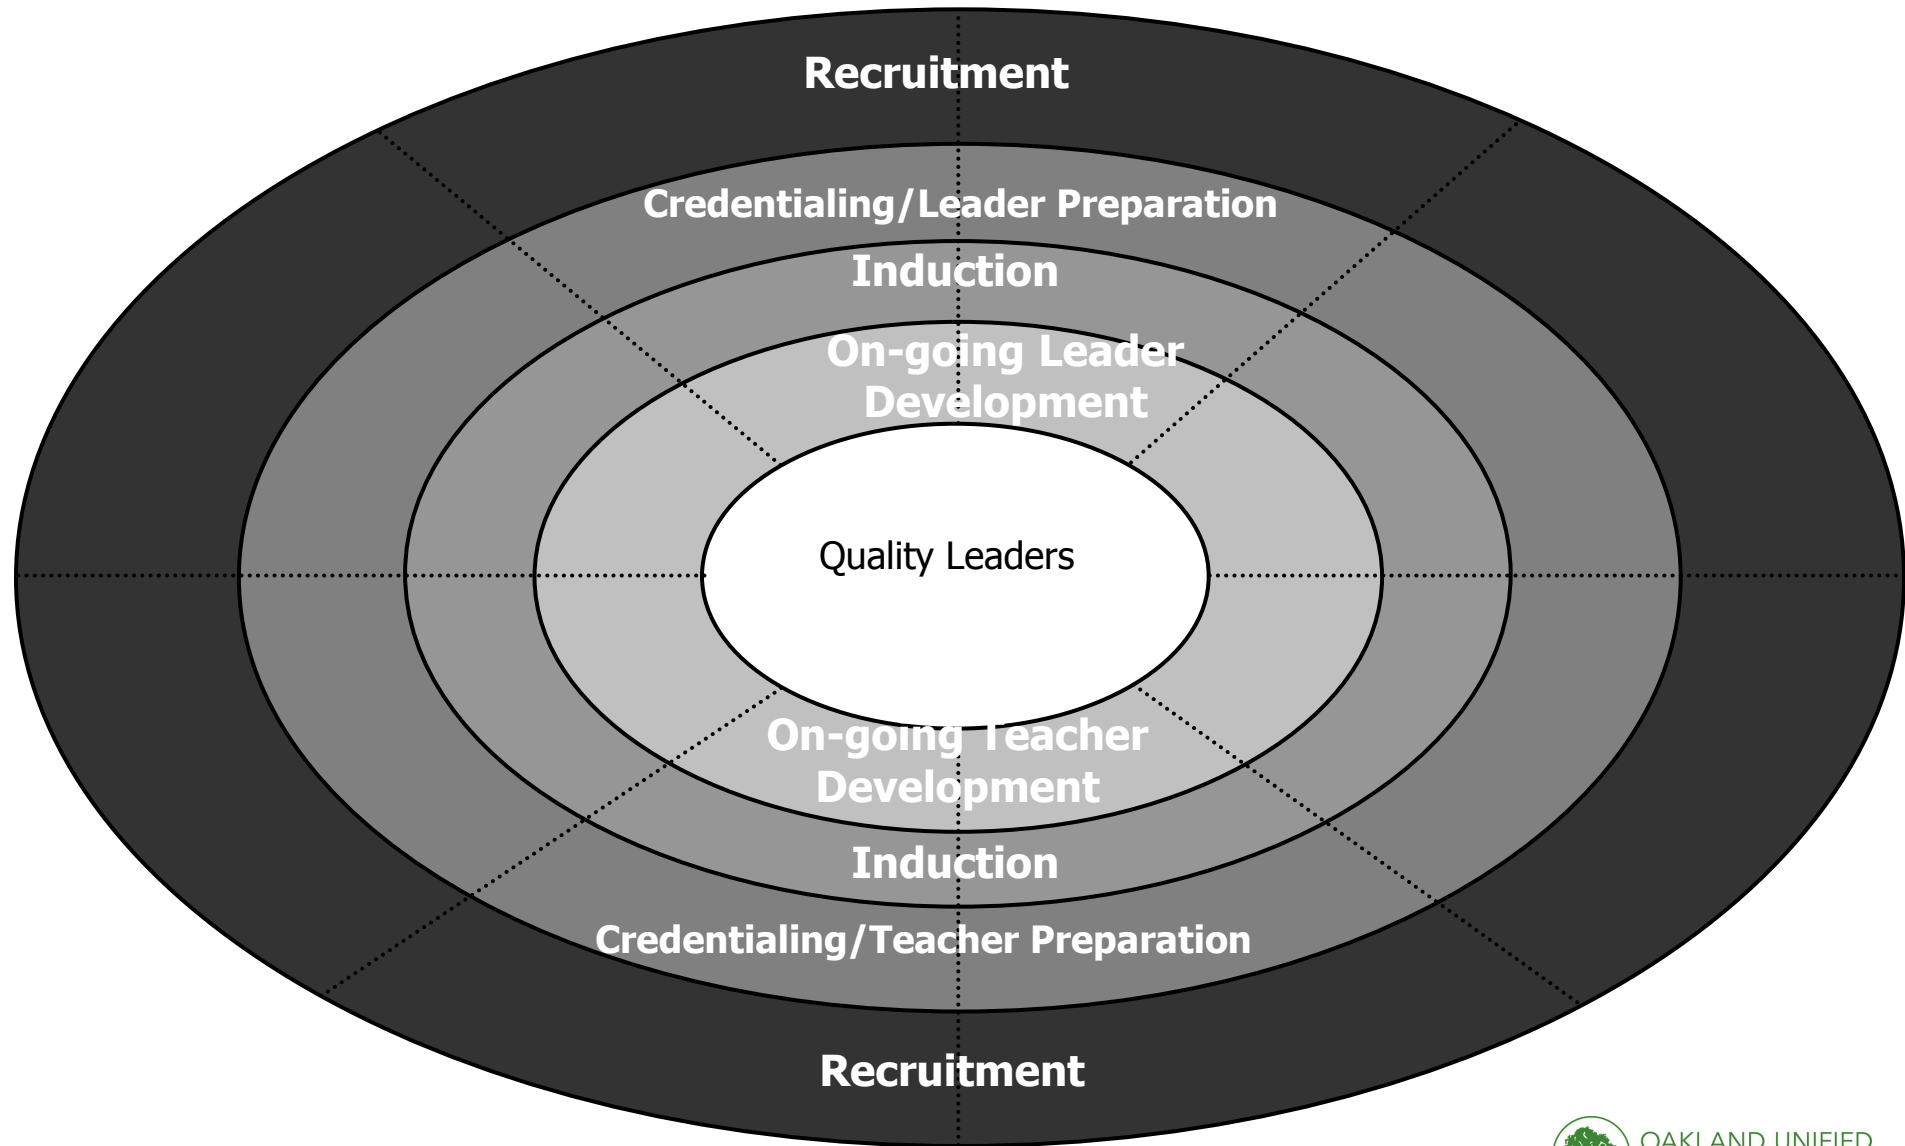 Recruitment
Credentialing/Leader Preparation
Induction
On-going Leader
Development
Quality Leaders
On-going Teacher
Development
Induction
Credentialing/Teacher Preparation
Recruitment
OAKLAND UNIFIED